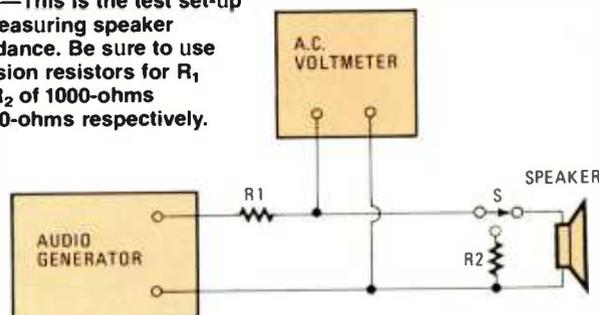 —This is the test set-up
easuring speaker
dance. Be sure to use
sion resistors for R1
R2 of 1000-ohms
0-ohms respectively.
A.C.
VOLTMETER
SPEAKER
R1
S
AUDIO
GENERATOR
R2